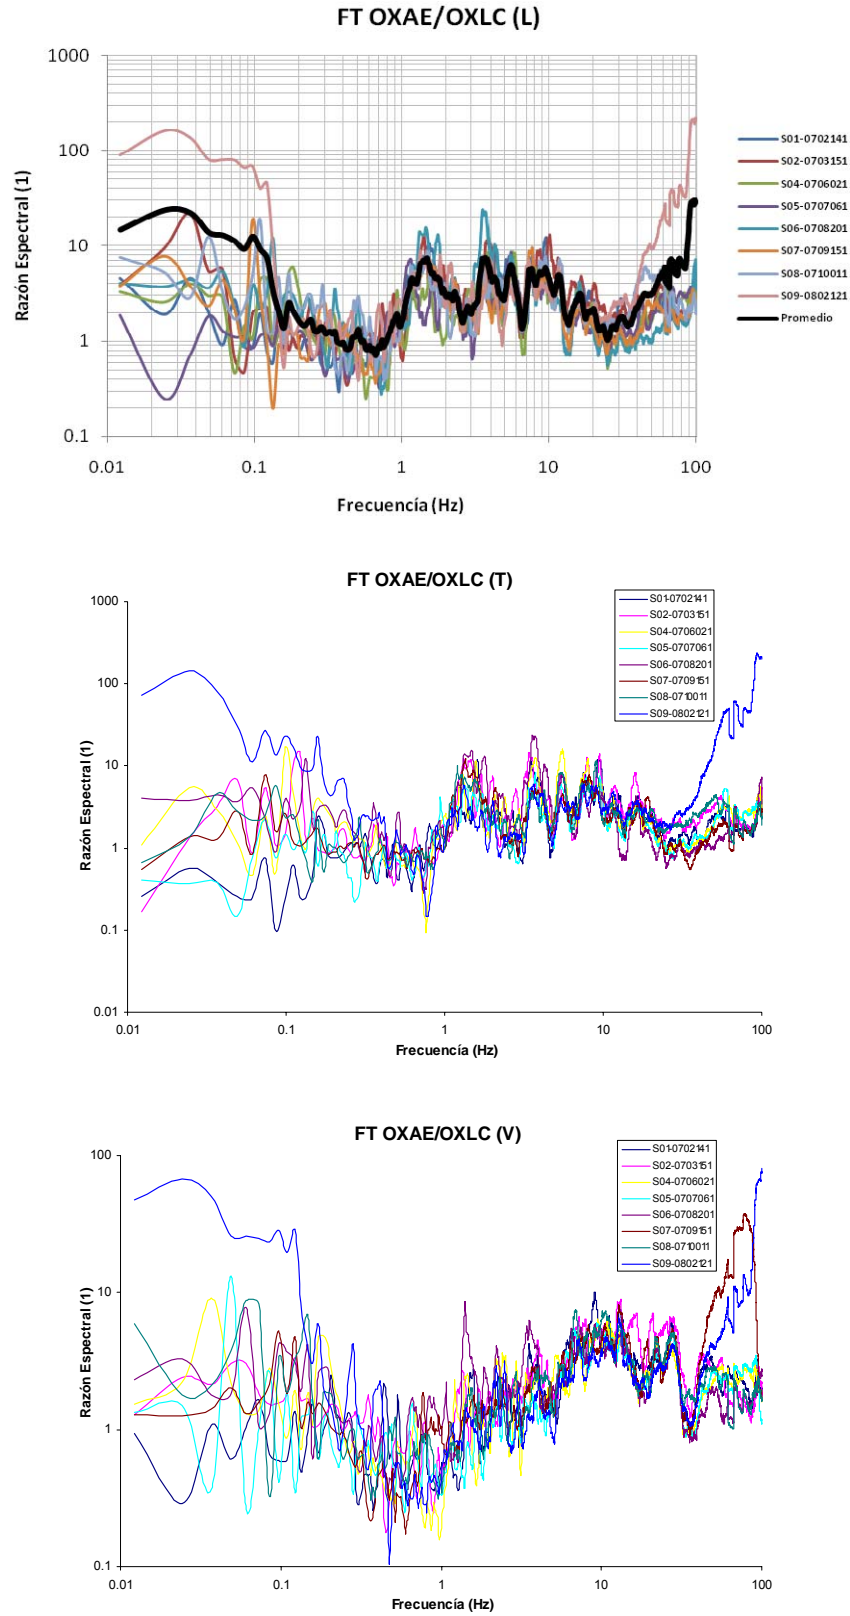 FT OXAE/OXLC (L)
1000
100
10
1
0.1
0.01
0.1
1
10
100
Razón Espectral (1)
Frecuencía (Hz)
S01-0702141
S02-0703151
S04-0706021
S05-0707061
S06-0708201
S07-0709151
S08-0710011
S09-0802121
Promedio
FT OXAE/OXLC (T)
1000
100
10
1
0.1
0.01
0.01
0.1
1
10
100
Razón Espectral (1)
Frecuencía (Hz)
S01-0702141
S02-0703151
S04-0706021
S05-0707061
S06-0708201
S07-0709151
S08-0710011
S09-0802121
FT OXAE/OXLC (V)
100
10
1
0.1
0.01
0.1
1
10
100
Razón Espectral (1)
Frecuencía (Hz)
S01-0702141
S02-0703151
S04-0706021
S05-0707061
S06-0708201
S07-0709151
S08-0710011
S09-0802121